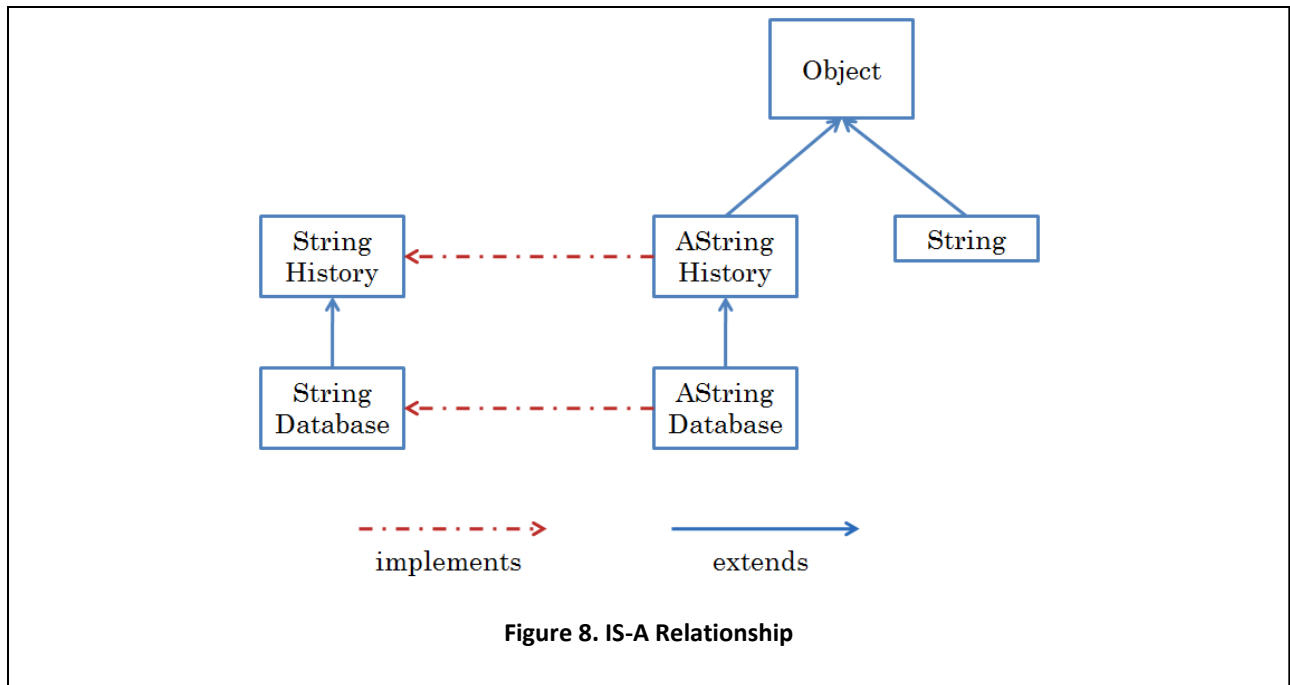 Object
String
History
AString
History
String
String
Database
AString
Database
implements
extends
Figure 8. IS-A Relationship